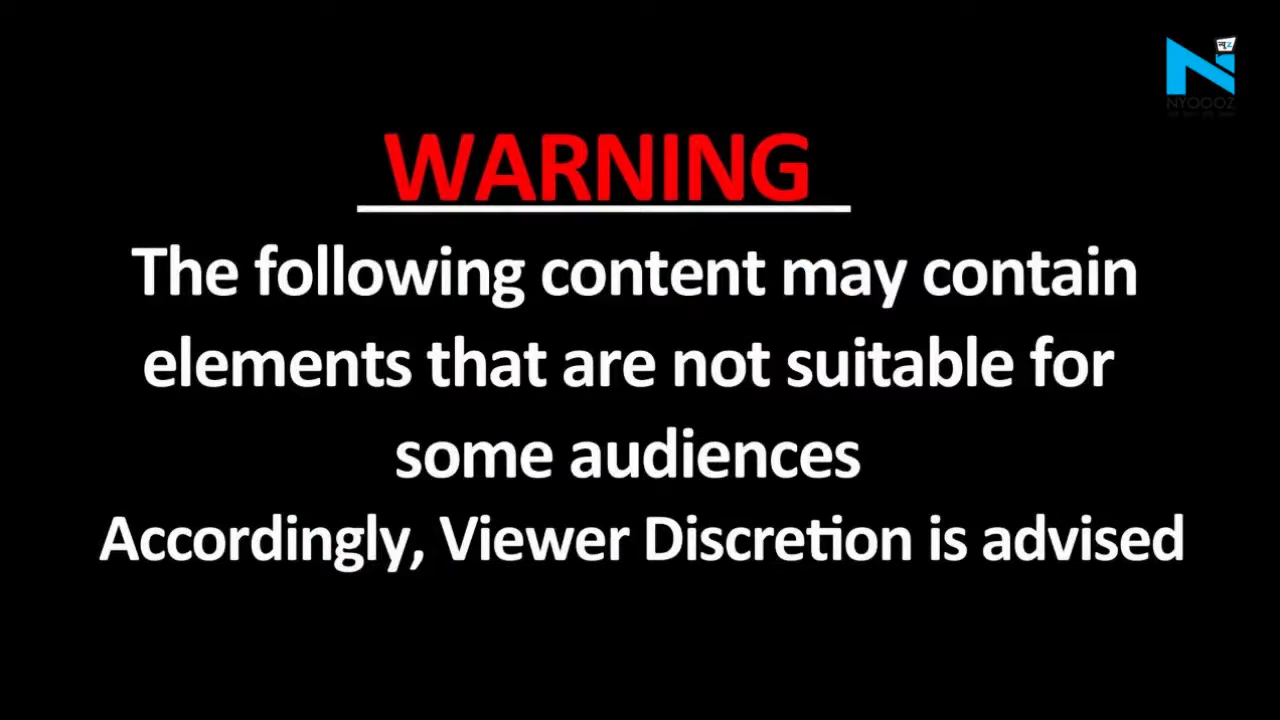 NYOOOZ
WARNING
The following content may contain
elements that are not suitable for
some audiences
Accordingly, Viewer Discretion is advised